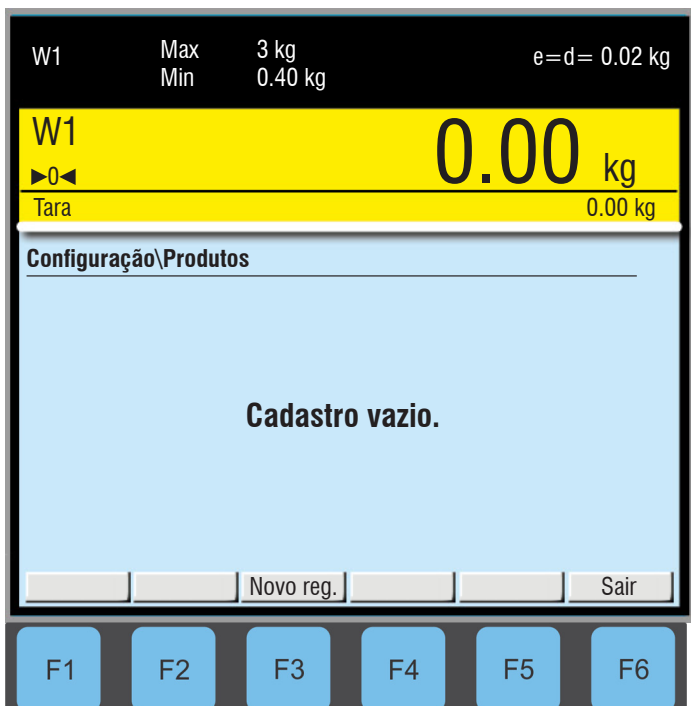 W1 Max 3 kg e=d= 0.02 kg
Min 0.40 kg
W1 0.00 kg
►0◄
Tara 0.00 kg
Configuração\Produtos
Cadastro vazio.
Novo reg. Sair
F1 F2 F3 F4 F5 F6